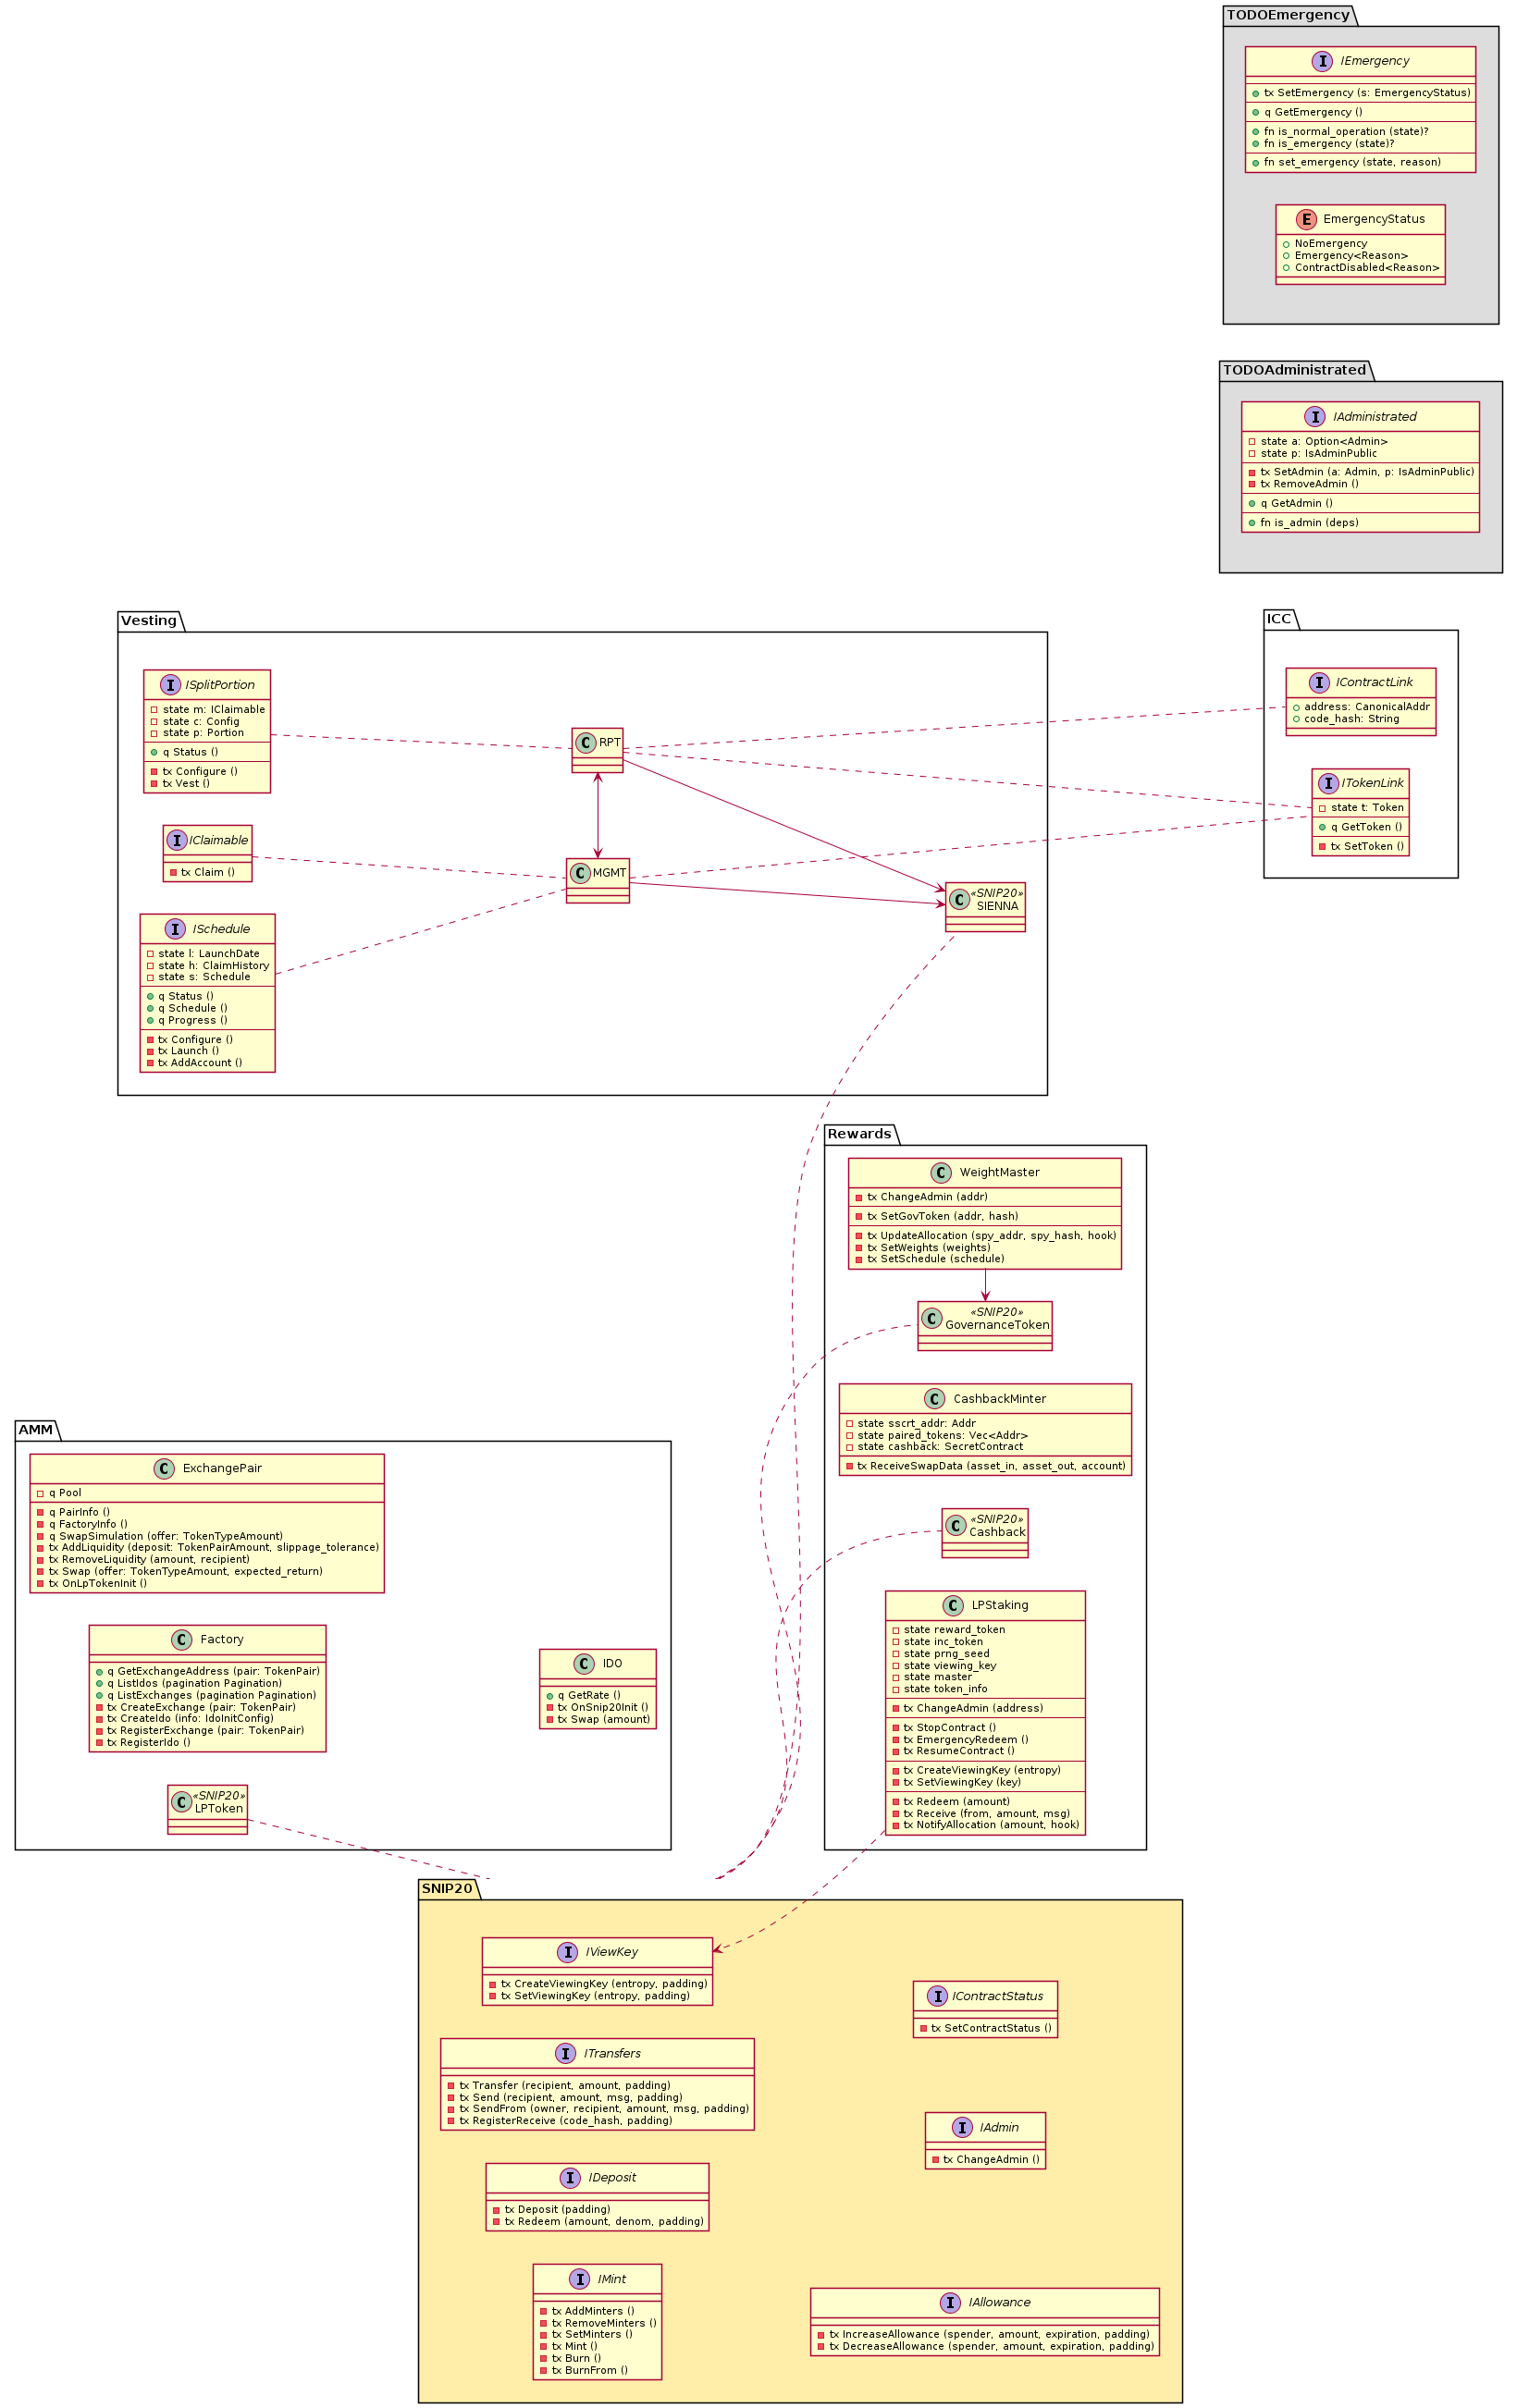 TODOEmergency
I IEmergency
tx SetEmergency (s: EmergencyStatus)
q GetEmergency ()
fn is_normal_operation (state)?
fn is_emergency (state)?
fn set_emergency (state, reason)
E EmergencyStatus
NoEmergency
Emergency<Reason>
ContractDisabled<Reason>
TODOAdministrated
I IAdministrated
state a: Option<Admin>
state p: IsAdminPublic
tx SetAdmin (a: Admin, p: IsAdminPublic)
tx RemoveAdmin ()
q GetAdmin ()
fn is_admin (deps)
Vesting
I ISplitPortion
state m: IClaimable
state c: Config
state p: Portion
q Status ()
tx Configure ()
tx Vest ()
C RPT
I IClaimable
tx Claim ()
C MGMT
I ISchedule
state l: LaunchDate
state h: ClaimHistory
state s: Schedule
q Status ()
q Schedule ()
q Progress ()
tx Configure ()
tx Launch ()
tx AddAccount ()
C «SNIP20»
SIENNA
ICC
I IContractLink
address: CanonicalAddr
code_hash: String
I ITokenLink
state t: Token
q GetToken ()
tx SetToken ()
Rewards
C WeightMaster
tx ChangeAdmin (addr)
tx SetGovToken (addr, hash)
tx UpdateAllocation (spy_addr, spy_hash, hook)
tx SetWeights (weights)
tx SetSchedule (schedule)
C «SNIP20»
GovernanceToken
C CashbackMinter
state sscrt_addr: Addr
state paired_tokens: Vec<Addr>
state cashback: SecretContract
tx ReceiveSwapData (asset_in, asset_out, account)
C «SNIP20»
Cashback
C LPStaking
state reward_token
state inc_token
state prng_seed
state viewing_key
state master
state token_info
tx ChangeAdmin (address)
tx StopContract ()
tx EmergencyRedeem ()
tx ResumeContract ()
tx CreateViewingKey (entropy)
tx SetViewingKey (key)
tx Redeem (amount)
tx Receive (from, amount, msg)
tx NotifyAllocation (amount, hook)
AMM
C ExchangePair
q Pool
q PairInfo ()
q FactoryInfo ()
q SwapSimulation (offer: TokenTypeAmount)
tx AddLiquidity (deposit: TokenPairAmount, slippage_tolerance)
tx RemoveLiquidity (amount, recipient)
tx Swap (offer: TokenTypeAmount, expected_return)
tx OnLpTokenInit ()
C Factory
q GetExchangeAddress (pair: TokenPair)
q ListIdos (pagination Pagination)
q ListExchanges (pagination Pagination)
tx CreateExchange (pair: TokenPair)
tx CreateIdo (info: IdoInitConfig)
tx RegisterExchange (pair: TokenPair)
tx RegisterIdo ()
C IDO
q GetRate ()
tx OnSnip20Init ()
tx Swap (amount)
C «SNIP20»
LPToken
SNIP20
I IViewKey
tx CreateViewingKey (entropy, padding)
tx SetViewingKey (entropy, padding)
I ITransfers
tx Transfer (recipient, amount, padding)
tx Send (recipient, amount, msg, padding)
tx SendFrom (owner, recipient, amount, msg, padding)
tx RegisterReceive (code_hash, padding)
I IDeposit
tx Deposit (padding)
tx Redeem (amount, denom, padding)
I IMint
tx AddMinters ()
tx RemoveMinters ()
tx SetMinters ()
tx Mint ()
tx Burn ()
tx BurnFrom ()
I IContractStatus
tx SetContractStatus ()
I IAdmin
tx ChangeAdmin ()
I IAllowance
tx IncreaseAllowance (spender, amount, expiration, padding)
tx DecreaseAllowance (spender, amount, expiration, padding)